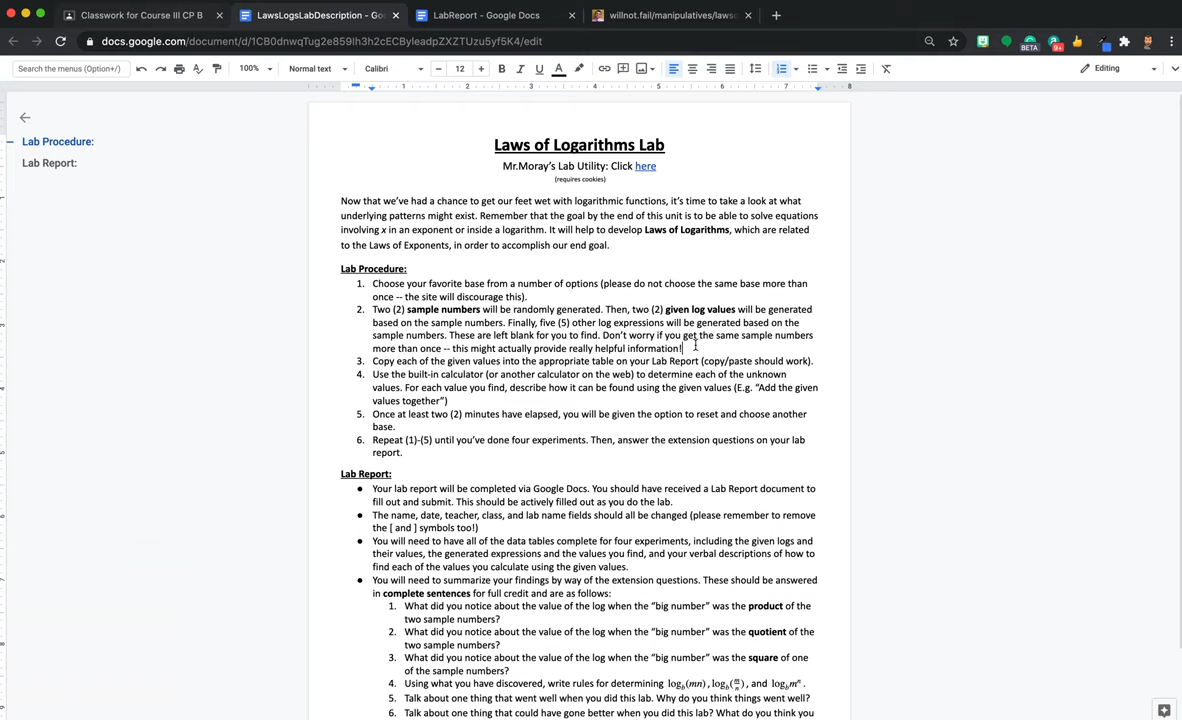 Classwork for Course III CP B
LawsLogsLabDescription - Go
LabReport - Google Docs
willnot.fail/manipulatives/lawso
docs.google.com/document/d/1CB0dnwqTug2e859Ih3h2cECByleadpZXZTUzu5yf5K4/edit
BETA
9+
Search the menus (Option+/)
100%
Normal text
Calibri
12
Editing
1 2 3 4 5 6 7 8
Laws of Logarithms Lab
Mr.Moray's Lab Utility: Click here
(requires cookies)
Lab Procedure:
Lab Report:
Now that we've had a chance to get our feet wet with logarithmic functions, it's time to take a look at what
underlying patterns might exist. Remember that the goal by the end of this unit is to be able to solve equations
involving x in an exponent or inside a logarithm. It will help to develop Laws of Logarithms, which are related
to the Laws of Exponents, in order to accomplish our end goal.
Lab Procedure:
1. Choose your favorite base from a number of options (please do not choose the same base more than
once -- the site will discourage this).
2. Two (2) sample numbers will be randomly generated. Then, two (2) given log values will be generated
based on the sample numbers. Finally, five (5) other log expressions will be generated based on the
sample numbers. These are left blank for you to find. Don't worry if you get the same sample numbers
more than once -- this might actually provide really helpful information!
3. Copy each of the given values into the appropriate table on your Lab Report (copy/paste should work).
4. Use the built-in calculator (or another calculator on the web) to determine each of the unknown
values. For each value you find, describe how it can be found using the given values (E.g. "Add the given
values together")
5. Once at least two (2) minutes have elapsed, you will be given the option to reset and choose another
base.
6. Repeat (1)-(5) until you've done four experiments. Then, answer the extension questions on your lab
report.
Lab Report:
● Your lab report will be completed via Google Docs. You should have received a Lab Report document to
fill out and submit. This should be actively filled out as you do the lab.
● The name, date, teacher, class, and lab name fields should all be changed (please remember to remove
the [ and ] symbols too!)
● You will need to have all of the data tables complete for four experiments, including the given logs and
their values, the generated expressions and the values you find, and your verbal descriptions of how to
find each of the values you calculate using the given values.
● You will need to summarize your findings by way of the extension questions. These should be answered
in complete sentences for full credit and are as follows:
1. What did you notice about the value of the log when the "big number" was the product of the
two sample numbers?
2. What did you notice about the value of the log when the "big number" was the quotient of the
two sample numbers?
3. What did you notice about the value of the log when the "big number" was the square of one
of the sample numbers?
4. Using what you have discovered, write rules for determining log_b(mn), log_b(m/n), and log_b m^n.
5. Talk about one thing that went well when you did this lab. Why do you think things went well?
6. Talk about one thing that could have gone better when you did this lab? What do you think you